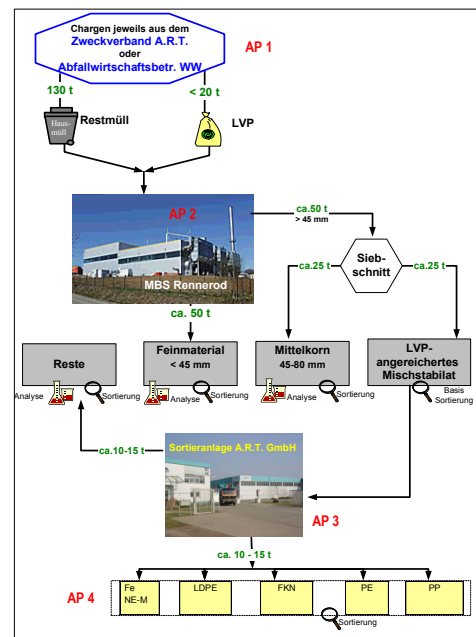 Chargen jeweils aus dem
Zweckverband A.R.T.
oder
Abfallwirtschaftsbetr. WW
AP 1
130 t
< 20 t
Haus-
müll
Restmüll
LVP
AP 2
ca.50 t
> 45 mm
Sieb-
schnitt
MBS Rennerod
ca.25 t
ca.25 t
ca. 50 t
Reste
Feinmaterial
< 45 mm
Mittelkorn
45-80 mm
LVP-
angereichertes
Mischstabilat
Analyse
Sortierung
Analyse
Sortierung
Analyse
Sortierung
Basis
Sortierung
ca.10-15 t
Sortieranlage A.R.T. GmbH
AP 3
ca. 10 - 15 t
AP 4
Fe
NE-M
LDPE
FKN
PE
PP
Sortierung